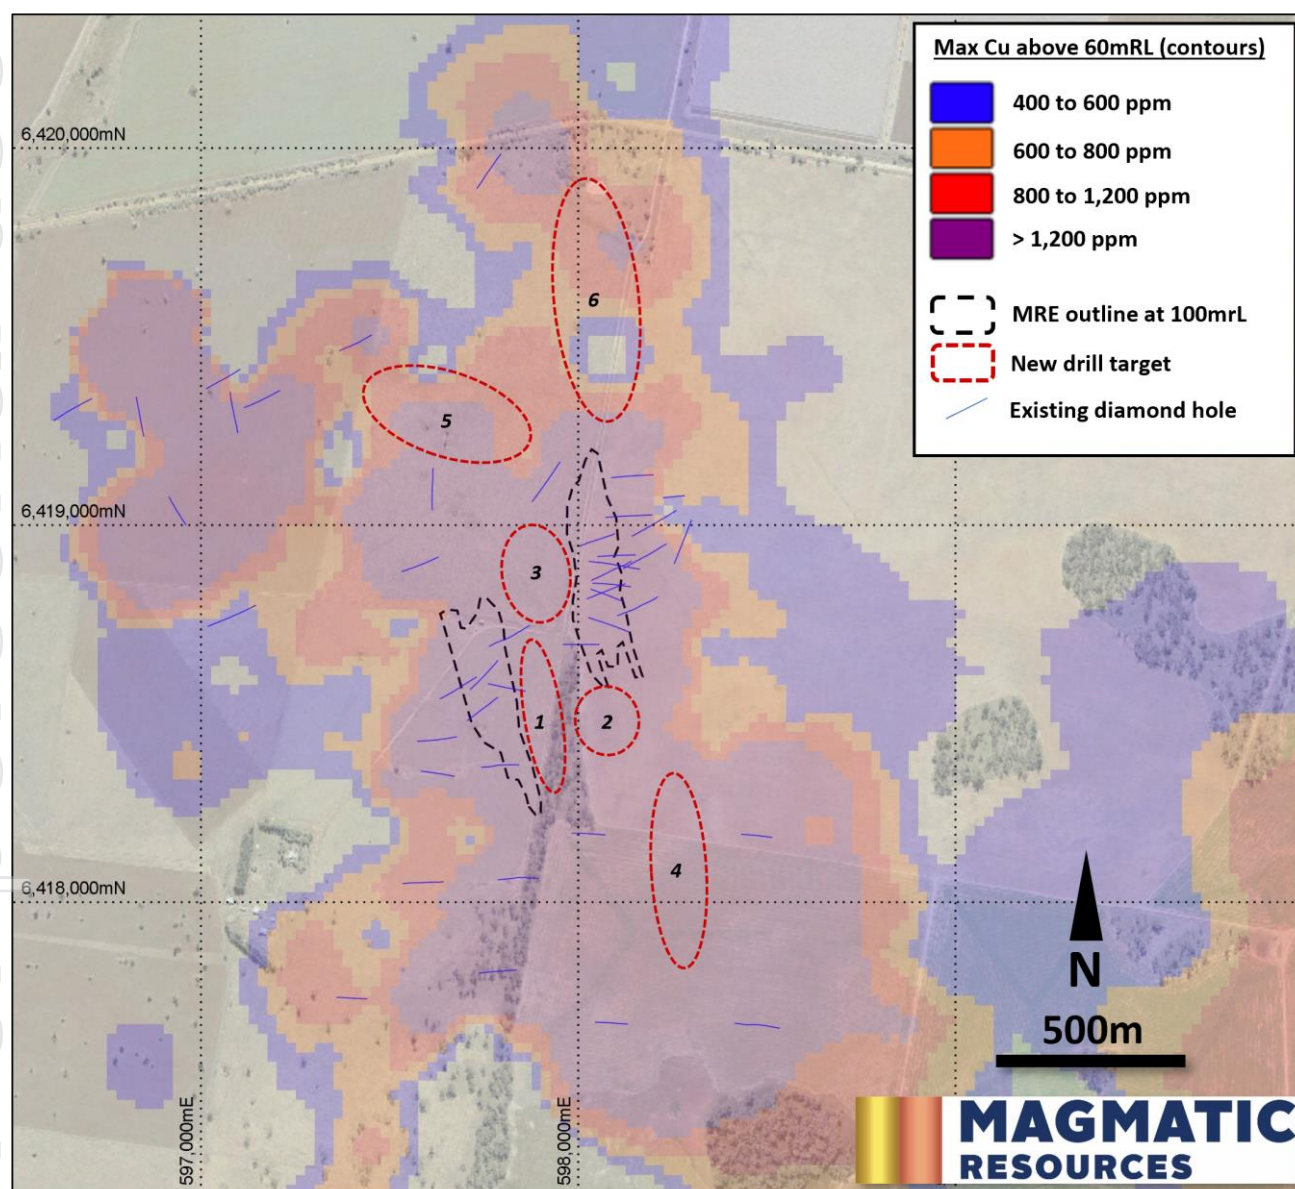 Max Cu above 60mRL (contours)
400 to 600 ppm
600 to 800 ppm
800 to 1,200 ppm
> 1,200 ppm
MRE outline at 100mrL
New drill target
Existing diamond hole
6,420,000mN
6
5
6,419,000mN
3
1
2
4
6,418,000mN
N
500m
597,000mE
598,000mE
MAGMATIC
RESOURCES